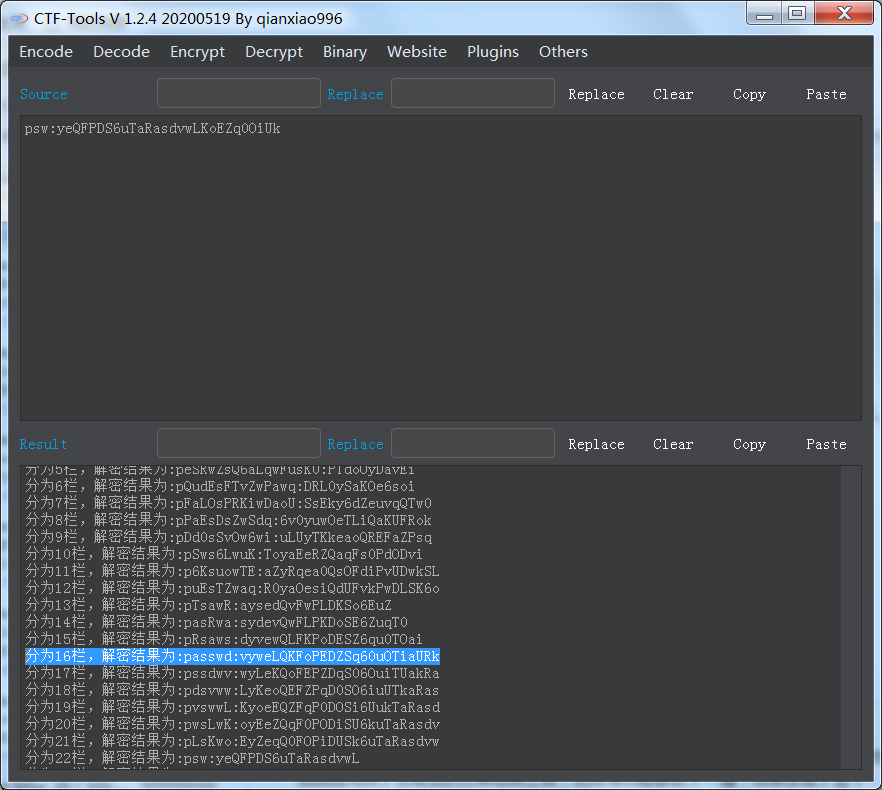 CTF-Tools V 1.2.4 20200519 By qianxiao996
Encode Decode Encrypt Decrypt Binary Website Plugins Others
Source Replace Replace Clear Copy Paste
psw:yeQFPDS6uTaRasdvwLKoEZq0OiUk
Result Replace Replace Clear Copy Paste
分为5栏，解密结果为:peSRwZsQ6aLqwFusK0:PTdoOyDavEi
分为6栏，解密结果为:pQudEsFTvZwPawq:DRL0ySaKOe6soi
分为7栏，解密结果为:pFaLOsPRKiwDaoU:SsEky6dZeuvqQTw0
分为8栏，解密结果为:pPaEsDsZwSdq:6v0yuwOeTLiQaKUFRok
分为9栏，解密结果为:pDd0sSvOw6wi:uLUyTKkeaoQREFaZPsq
分为10栏，解密结果为:pSws6LwuK:ToyaEeRZQaqFs0PdODvi
分为11栏，解密结果为:p6KsuowTE:aZyRqea0QsOFdiPvUDwkSL
分为12栏，解密结果为:puEsTZwaq:R0yaOesiQdUFvkPwDLSK6o
分为13栏，解密结果为:pTsawR:aysedQvFwPLDKSo6EuZ
分为14栏，解密结果为:pasRwa:sydevQwFLPKDoSE6ZuqT0
分为15栏，解密结果为:pRsaws:dyvewQLFKPoDESZ6qu0TOai
分为16栏，解密结果为:passwd:vyweLQKFoPEDZSq60uOTiaURk
分为17栏，解密结果为:pssdwv:wyLeKQoFEPZDqS06OuiTUakRa
分为18栏，解密结果为:pdsvww:LyKeoQEFZPqD0SO6iuUTkaRas
分为19栏，解密结果为:pvswwL:KyoeEQZFqP0DOSi6UukTaRasd
分为20栏，解密结果为:pwsLwK:oyEeZQqF0PODiSU6kuTaRasdv
分为21栏，解密结果为:pLsKwo:EyZeqQ0FOPiDUSk6uTaRasdvw
分为22栏，解密结果为:psw:yeQFPDS6uTaRasdvwL